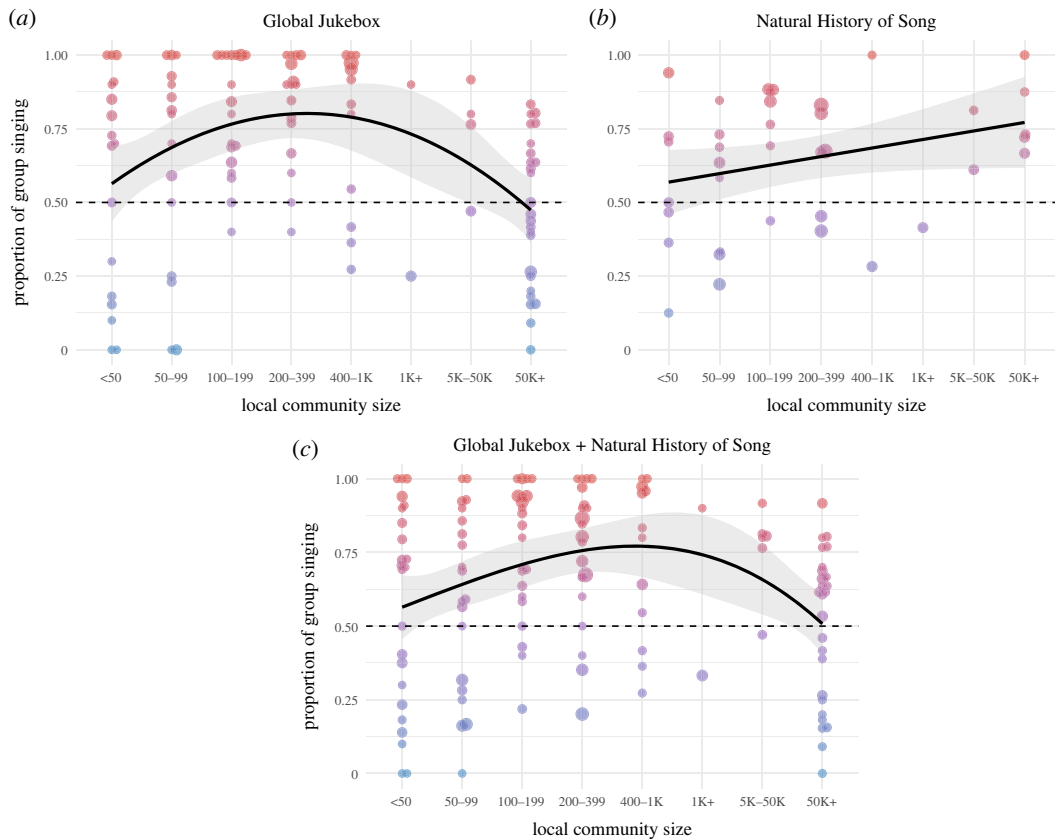 (a)
Global Jukebox
1.00
0.75
0.50
0.25
0
proportion of group singing
<50
50–99
100–199
200–399
400–1K
1K+
5K–50K
50K+
local community size
(b)
Natural History of Song
1.00
0.75
0.50
0.25
0
<50
50–99
100–199
200–399
400–1K
1K+
5K–50K
50K+
local community size
(c)
Global Jukebox + Natural History of Song
1.00
0.75
0.50
0.25
0
proportion of group singing
<50
50–99
100–199
200–399
400–1K
1K+
5K–50K
50K+
local community size